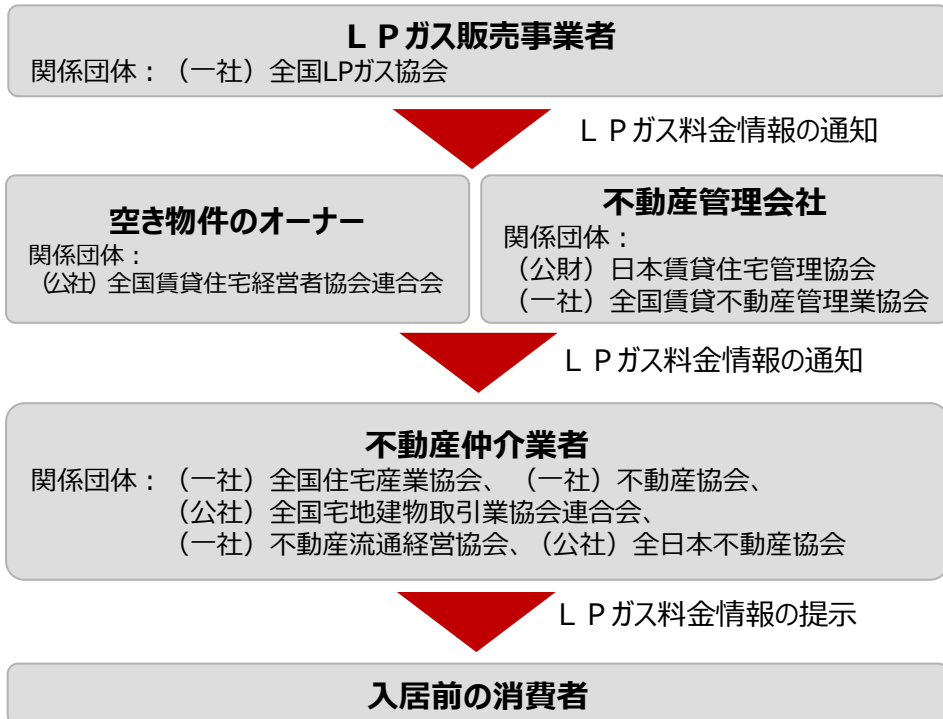 ＬＰガス販売事業者
関係団体：（一社）全国LPガス協会
ＬＰガス料金情報の通知
空き物件のオーナー
関係団体：
（公社）全国賃貸住宅経営者協会連合会
不動産管理会社
関係団体：
（公財）日本賃貸住宅管理協会
（一社）全国賃貸不動産管理業協会
ＬＰガス料金情報の通知
不動産仲介業者
関係団体：（一社）全国住宅産業協会、（一社）不動産協会、
（公社）全国宅地建物取引業協会連合会、
（一社）不動産流通経営協会、（公社）全日本不動産協会
ＬＰガス料金情報の提示
入居前の消費者